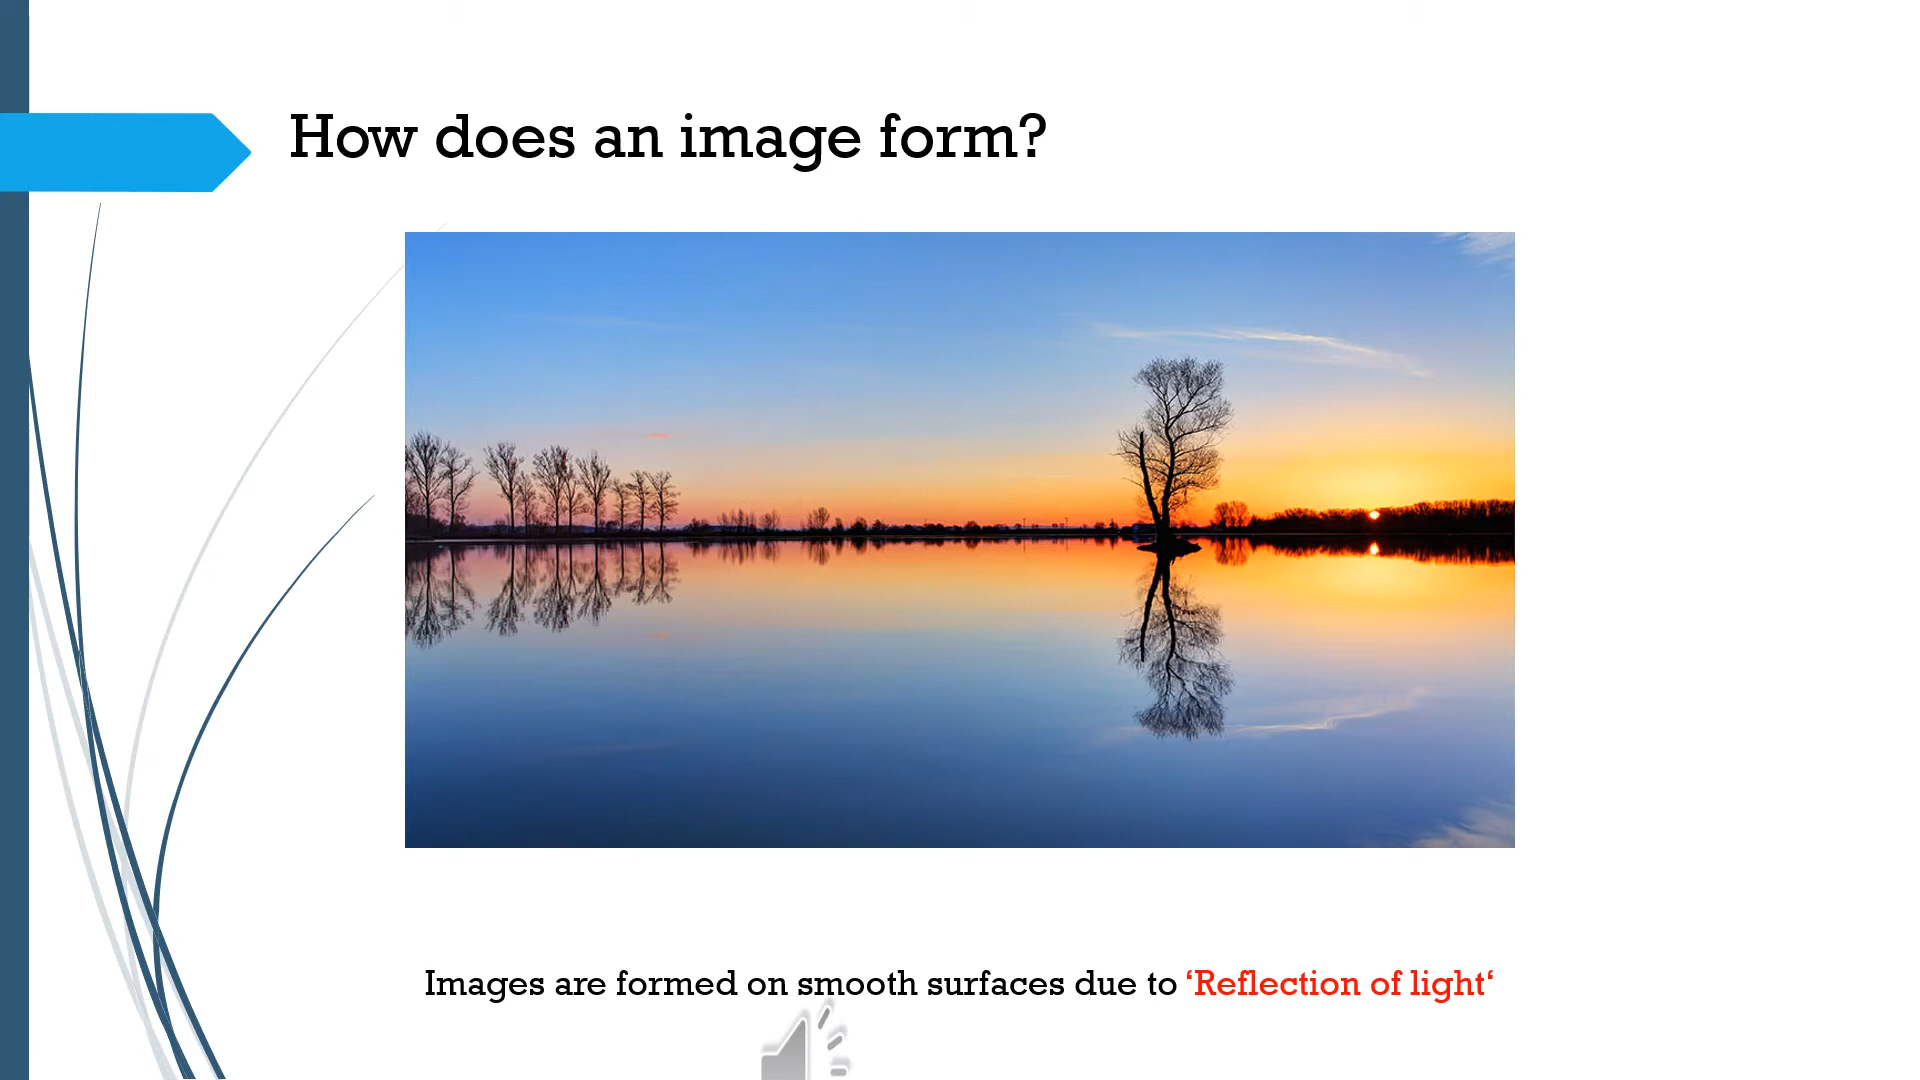 How does an image form?
Images are formed on smooth surfaces due to ‘Reflection of light‘